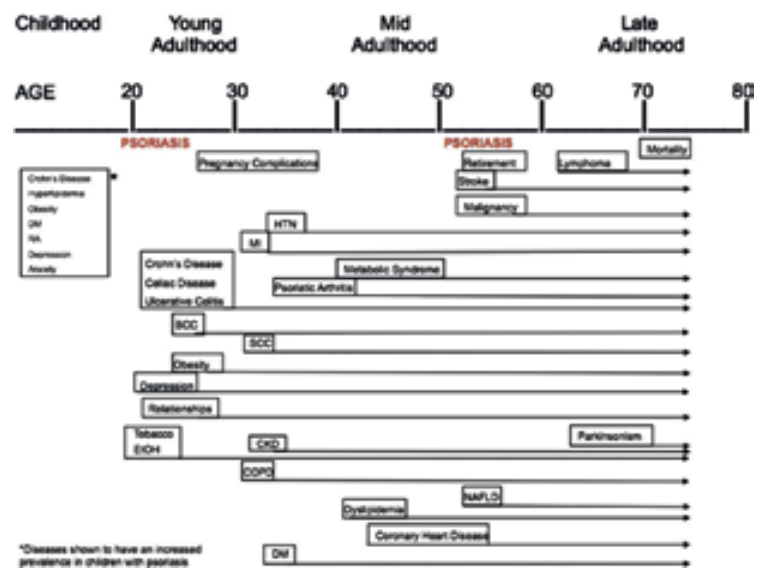 Childhood
Young
Adulthood
Mid
Adulthood
Late
Adulthood
AGE 20 30 40 50 60 70 80
PSORIASIS PSORIASIS
Mortality
Pregnancy Complications
Retirement
Lymphoma
Crohn's Disease
Hyperlipidemia
Obesity
DM
RA
Depression
Anxiety
*
Stroke
Malignancy
HTN
MI
Crohn's Disease
Celiac Disease
Ulcerative Colitis
Metabolic Syndrome
Psoriatic Arthritis
BCC
SCC
Obesity
Depression
Relationships
Tobacco
EtOH
CKD
Parkinsonism
COPD
NAFLD
Dyslipidemia
Coronary Heart Disease
DM
*Diseases shown to have an increased
prevalence in children with psoriasis